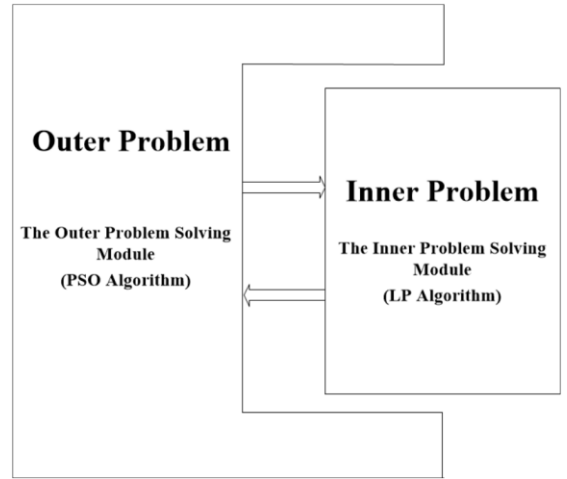 Outer Problem
The Outer Problem Solving
Module
(PSO Algorithm)
Inner Problem
The Inner Problem Solving
Module
(LP Algorithm)